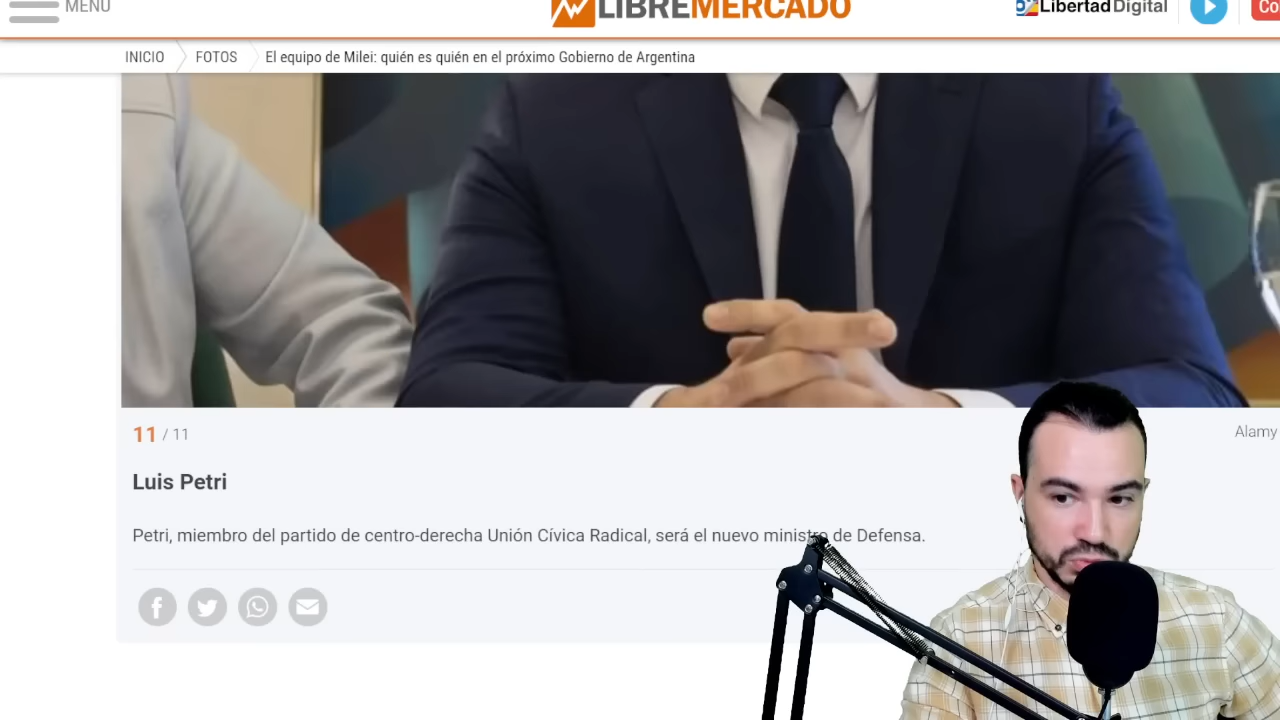 MENÚ
LIBREMERCADO
Libertad Digital
Co
INICIO
FOTOS
El equipo de Milei: quién es quién en el próximo Gobierno de Argentina
11 / 11
Alamy
Luis Petri
Petri, miembro del partido de centro-derecha Unión Cívica Radical, será el nuevo ministro de Defensa.